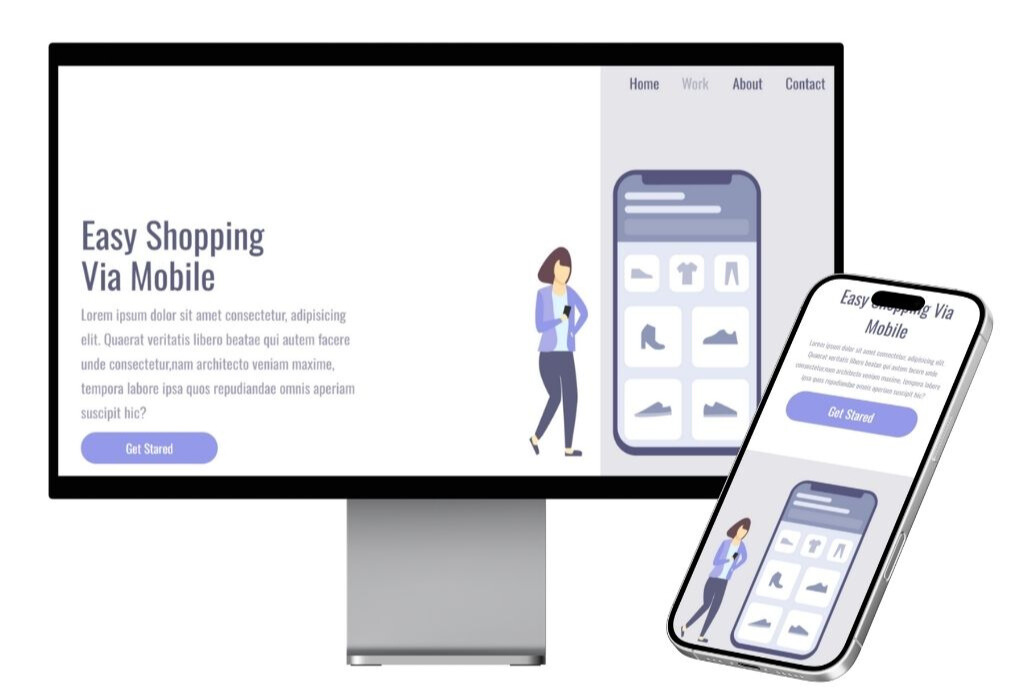 Home Work About Contact
Easy Shopping
Via Mobile
Lorem ipsum dolor sit amet consectetur, adipisicing
elit. Quaerat veritatis libero beatae qui autem facere
unde consectetur,nam architecto veniam maxime,
tempora labore ipsa quos repudiandae omnis aperiam
suscipit hic?
Get Stared
Easy Shopping Via
Mobile
Lorem ipsum dolor sit amet consectetur, adipisicing elit.
Quaerat veritatis libero beatae qui autem facere unde
consectetur,nam architecto veniam maxime, tempora labore
ipsa quos repudiandae omnis aperiam suscipit hic?
Get Stared